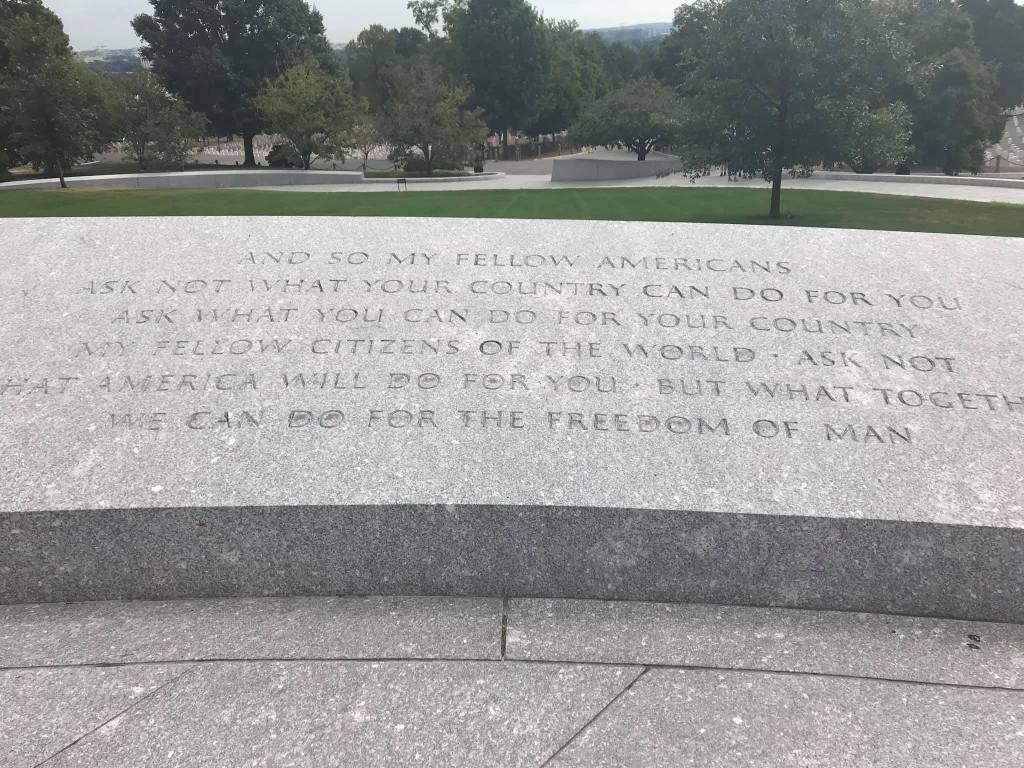 AND SO MY FELLOW AMERICANS
ASK NOT WHAT YOUR COUNTRY CAN DO FOR YOU
ASK WHAT YOU CAN DO FOR YOUR COUNTRY
MY FELLOW CITIZENS OF THE WORLD · ASK NOT
HAT AMERICA WILL DO FOR YOU · BUT WHAT TOGETH
WE CAN DO FOR THE FREEDOM OF MAN